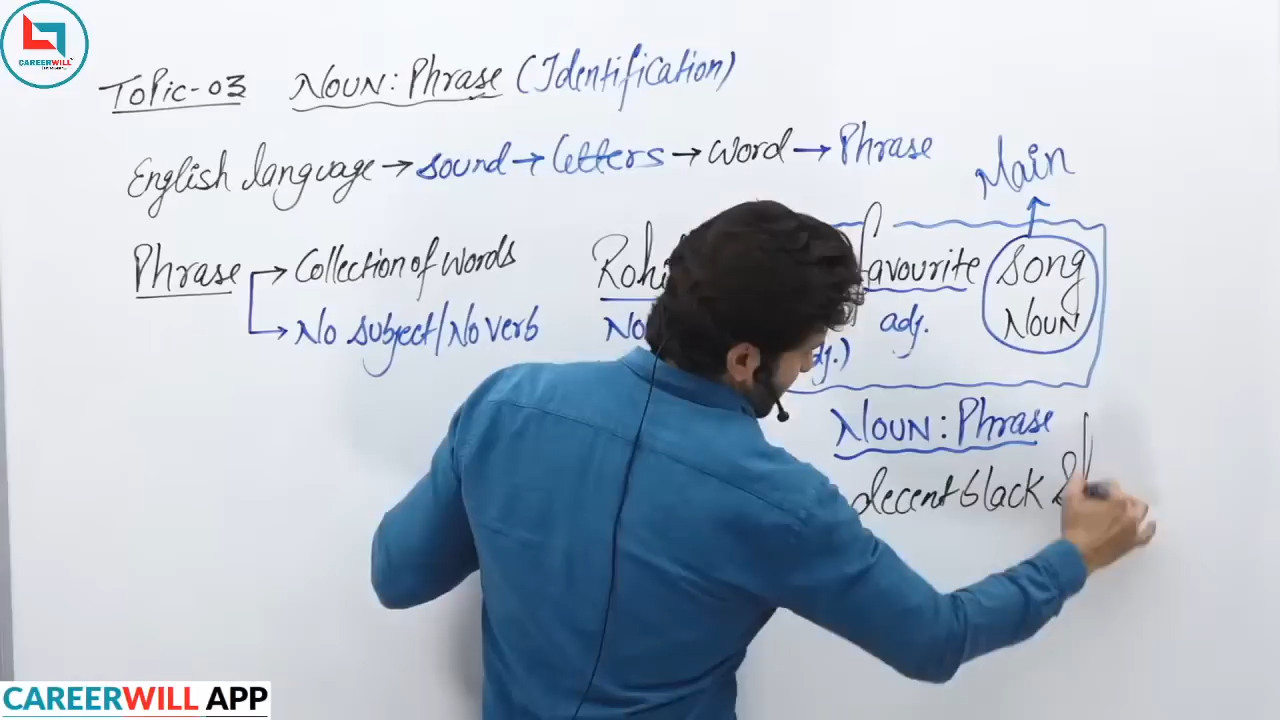 CAREERWILL
Topic-03 Noun: Phrase (Identification)
English language → sound → letters → word → Phrase
Main
Phrase → Collection of words
→ No subject/No verb
favourite song
adj. Noun
Noun: Phrase
decent black
CAREERWILL APP